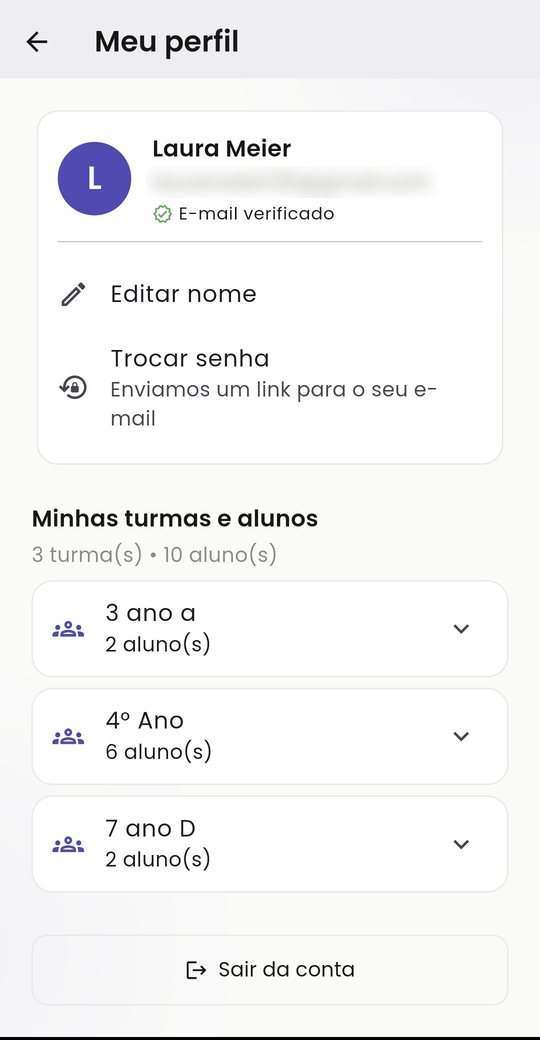 Meu perfil
L
Laura Meier
E-mail verificado
Editar nome
Trocar senha
Enviamos um link para o seu e-
mail
Minhas turmas e alunos
3 turma(s) • 10 aluno(s)
3 ano a
2 aluno(s)
4º Ano
6 aluno(s)
7 ano D
2 aluno(s)
Sair da conta